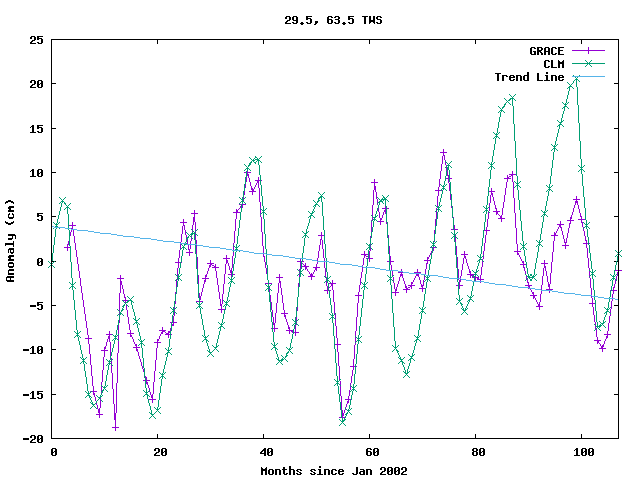 29.5, 63.5 TWS
GRACE
CLM
Trend Line
25
20
15
10
5
0
-5
-10
-15
-20
Anomaly (cm)
0 20 40 60 80 100
Months since Jan 2002